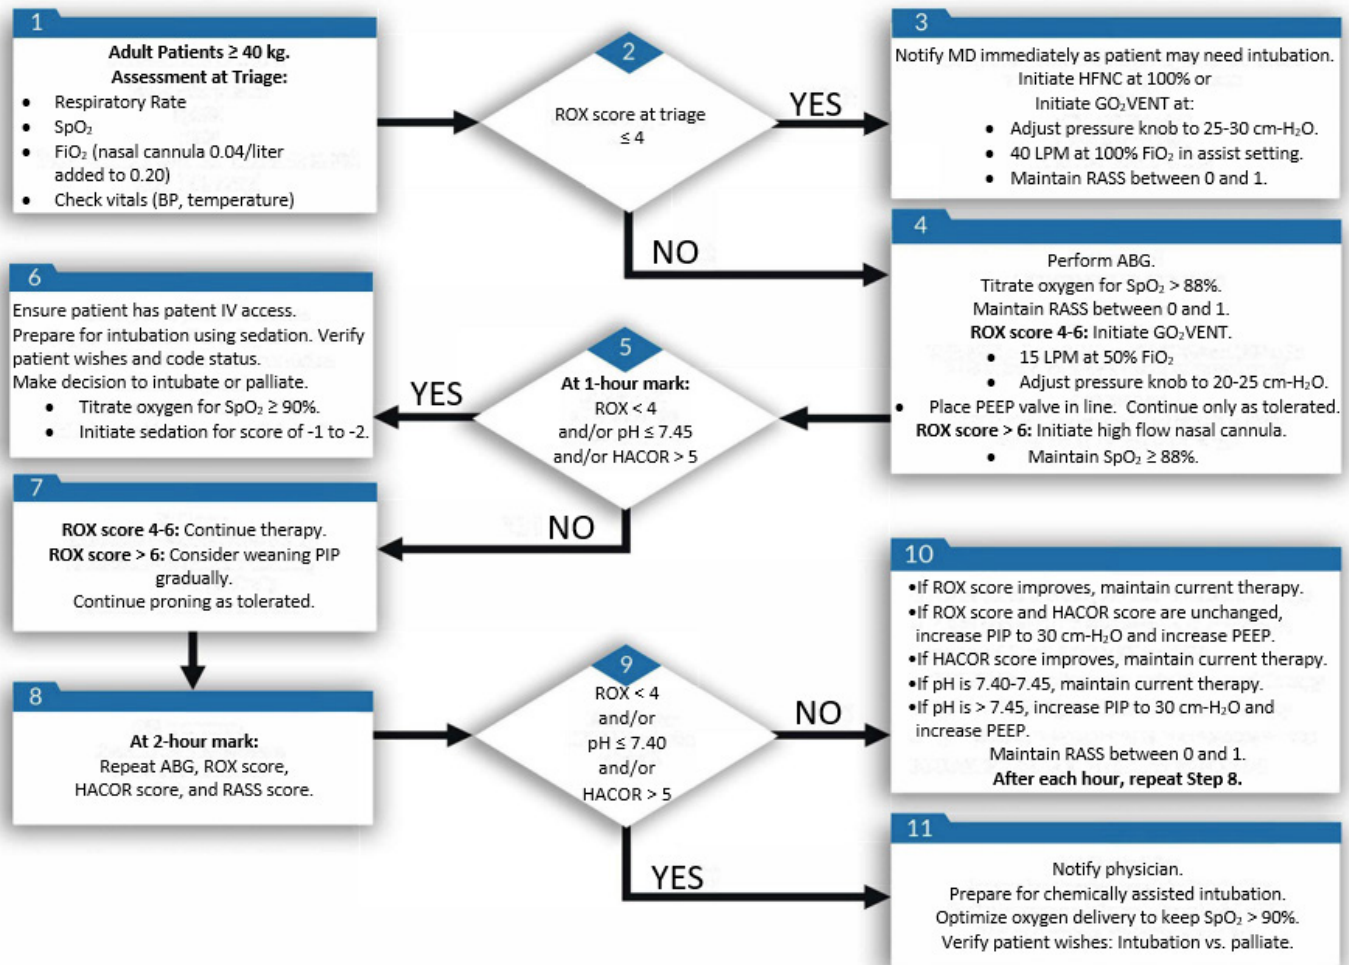 1
Adult Patients ≥ 40 kg.
Assessment at Triage:
• Respiratory Rate
• SpO₂
• FiO₂ (nasal cannula 0.04/liter
added to 0.20)
• Check vitals (BP, temperature)
2
ROX score at triage
≤ 4
YES
NO
3
Notify MD immediately as patient may need intubation.
Initiate HFNC at 100% or
Initiate GO₂VENT at:
• Adjust pressure knob to 25-30 cm-H₂O.
• 40 LPM at 100% FiO₂ in assist setting.
• Maintain RASS between 0 and 1.
4
Perform ABG.
Titrate oxygen for SpO₂ > 88%.
Maintain RASS between 0 and 1.
ROX score 4-6: Initiate GO₂VENT.
• 15 LPM at 50% FiO₂
• Adjust pressure knob to 20-25 cm-H₂O.
• Place PEEP valve in line. Continue only as tolerated.
ROX score > 6: Initiate high flow nasal cannula.
• Maintain SpO₂ ≥ 88%.
5
At 1-hour mark:
ROX < 4
and/or pH ≤ 7.45
and/or HACOR > 5
YES
NO
6
Ensure patient has patent IV access.
Prepare for intubation using sedation. Verify
patient wishes and code status.
Make decision to intubate or palliate.
• Titrate oxygen for SpO₂ ≥ 90%.
• Initiate sedation for score of -1 to -2.
7
ROX score 4-6: Continue therapy.
ROX score > 6: Consider weaning PIP
gradually.
Continue proning as tolerated.
8
At 2-hour mark:
Repeat ABG, ROX score,
HACOR score, and RASS score.
9
ROX < 4
and/or
pH ≤ 7.40
and/or
HACOR > 5
NO
YES
10
•If ROX score improves, maintain current therapy.
•If ROX score and HACOR score are unchanged,
increase PIP to 30 cm-H₂O and increase PEEP.
•If HACOR score improves, maintain current therapy.
•If pH is 7.40-7.45, maintain current therapy.
•If pH is > 7.45, increase PIP to 30 cm-H₂O and
increase PEEP.
Maintain RASS between 0 and 1.
After each hour, repeat Step 8.
11
Notify physician.
Prepare for chemically assisted intubation.
Optimize oxygen delivery to keep SpO₂ > 90%.
Verify patient wishes: Intubation vs. palliate.